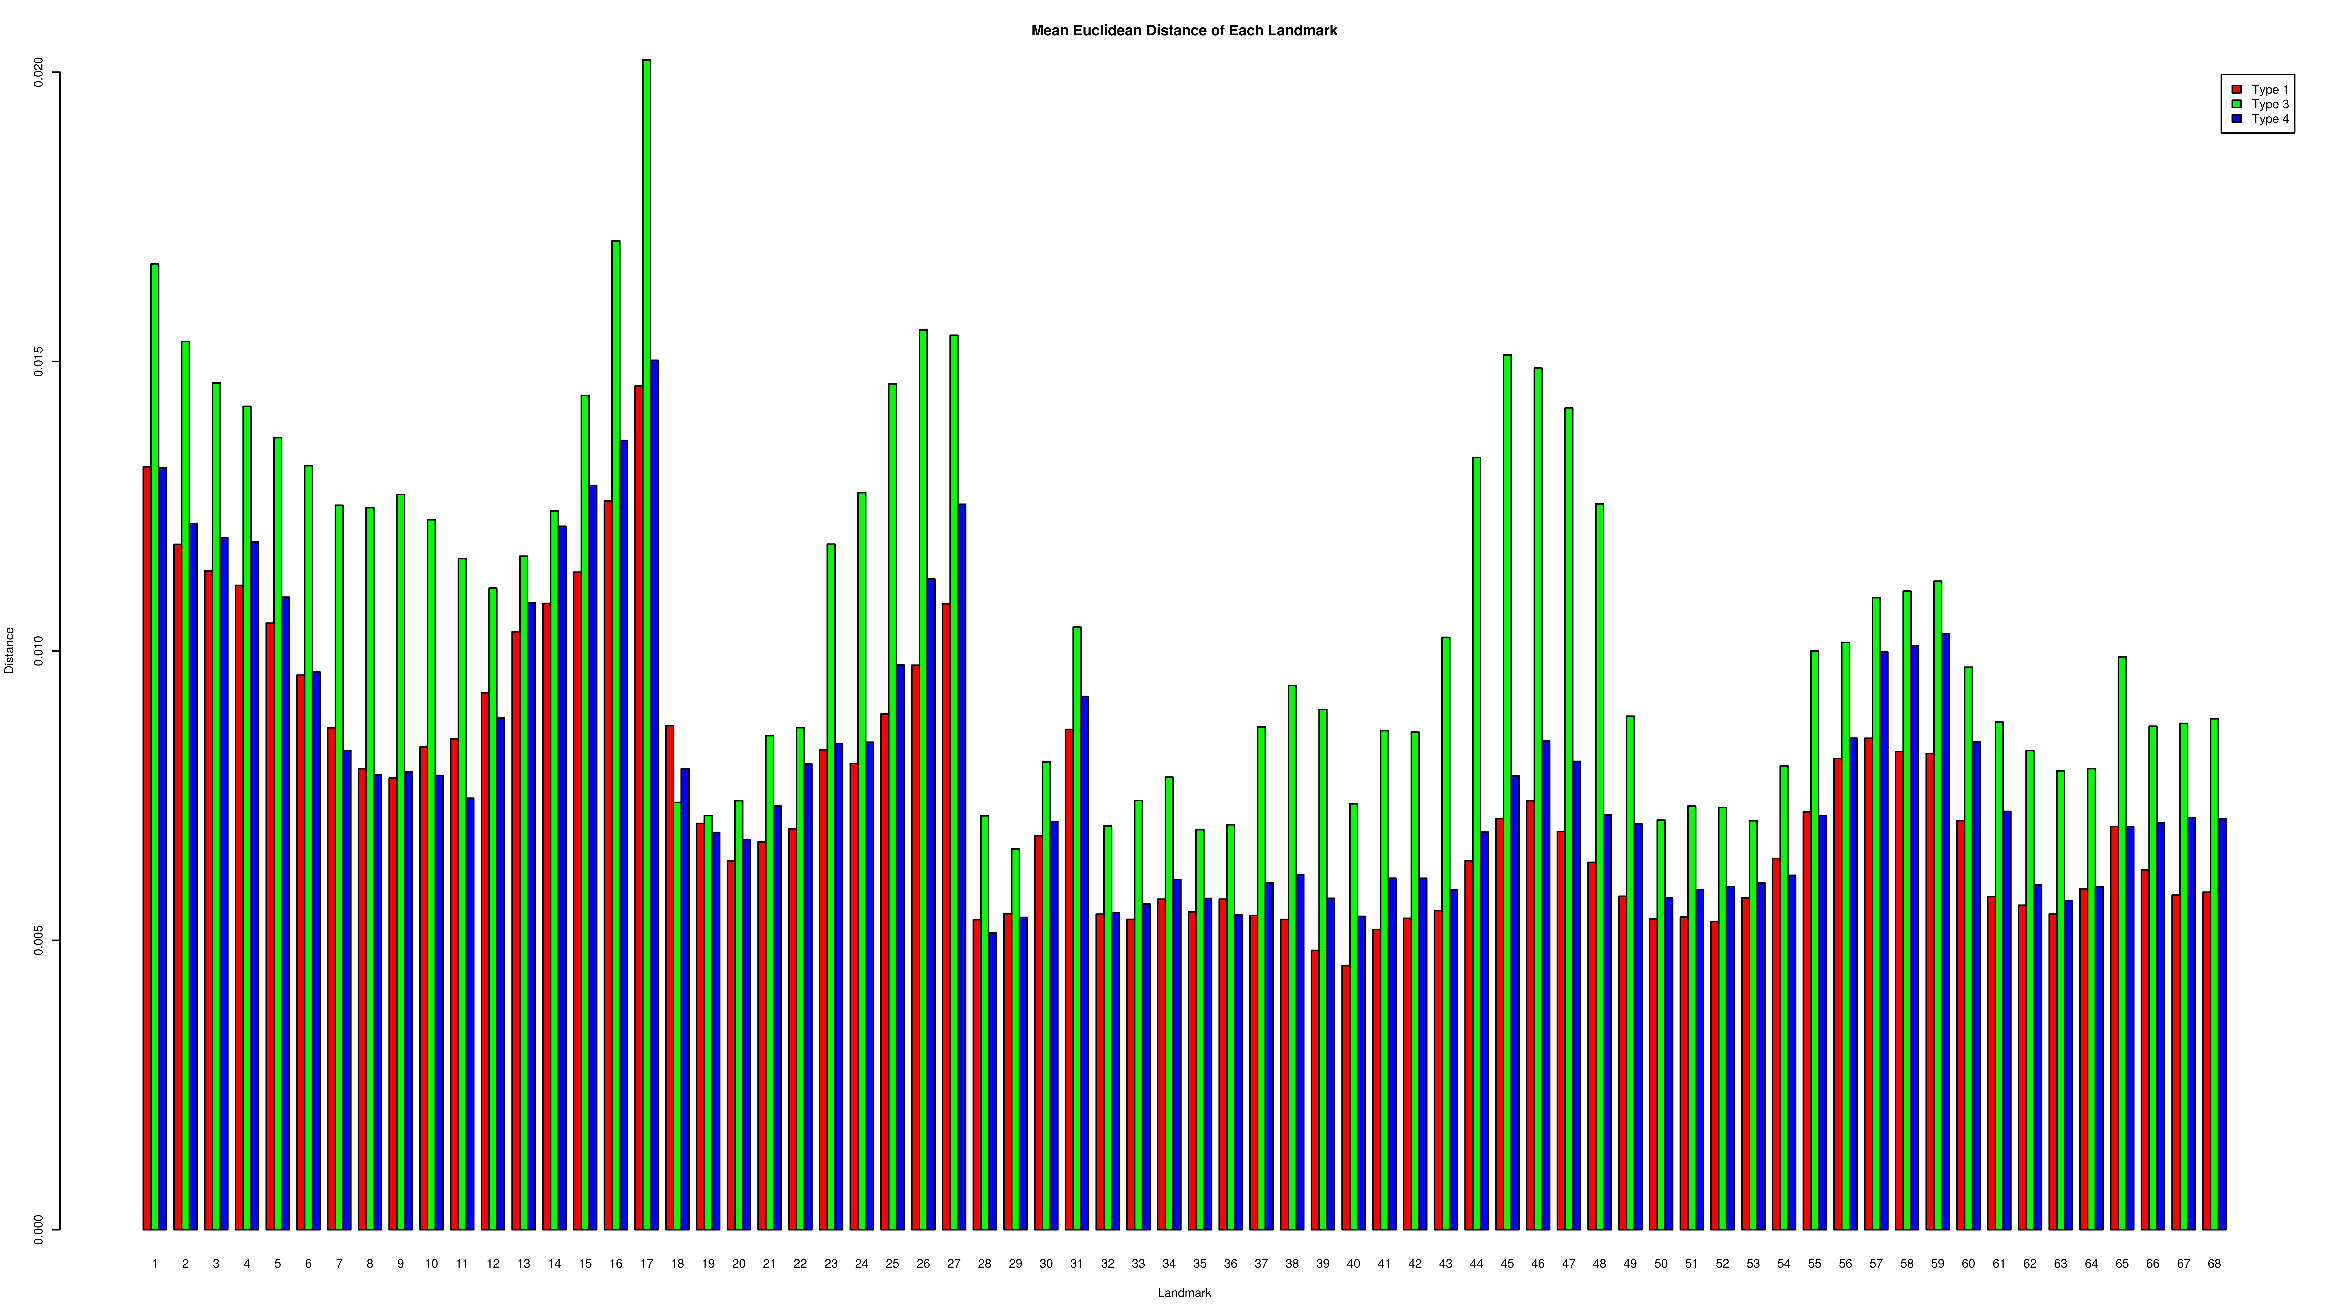 Mean Euclidean Distance of Each Landmark
0.020
0.015
0.010
0.005
0.000
Distance
Type 1
Type 3
Type 4
1 2 3 4 5 6 7 8 9 10 11 12 13 14 15 16 17 18 19 20 21 22 23 24 25 26 27 28 29 30 31 32 33 34 35 36 37 38 39 40 41 42 43 44 45 46 47 48 49 50 51 52 53 54 55 56 57 58 59 60 61 62 63 64 65 66 67 68
Landmark